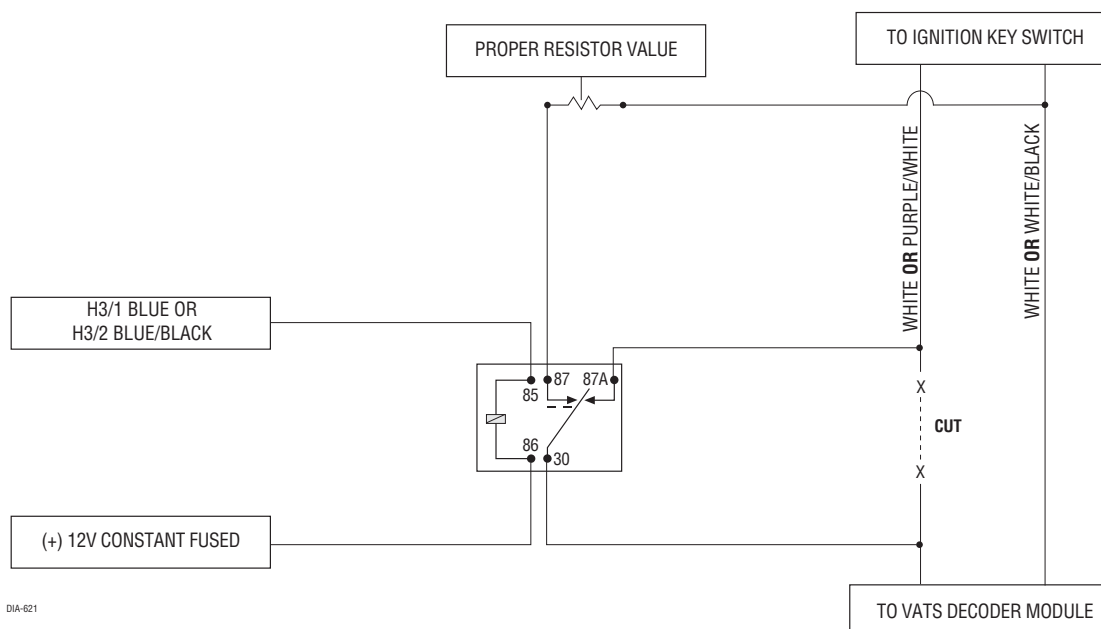 TO IGNITION KEY SWITCH
PROPER RESISTOR VALUE
WHITE OR PURPLE/WHITE
WHITE OR WHITE/BLACK
H3/1 BLUE OR
H3/2 BLUE/BLACK
87
87A
85
86
30
X
CUT
X
(+) 12V CONSTANT FUSED
DIA-621
TO VATS DECODER MODULE